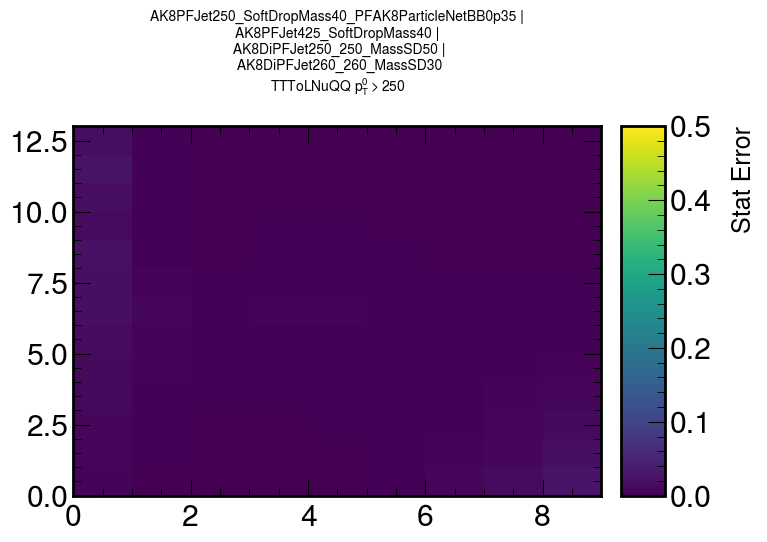 AK8PFJet250_SoftDropMass40_PFAK8ParticleNetBB0p35 |
AK8PFJet425_SoftDropMass40 |
AK8DiPFJet250_250_MassSD50 |
AK8DiPFJet260_260_MassSD30
TTToLNuQQ p_T^0 > 250
12.5
10.0
7.5
5.0
2.5
0.0
0 2 4 6 8
0.5
0.4
0.3
0.2
0.1
0.0
Stat Error